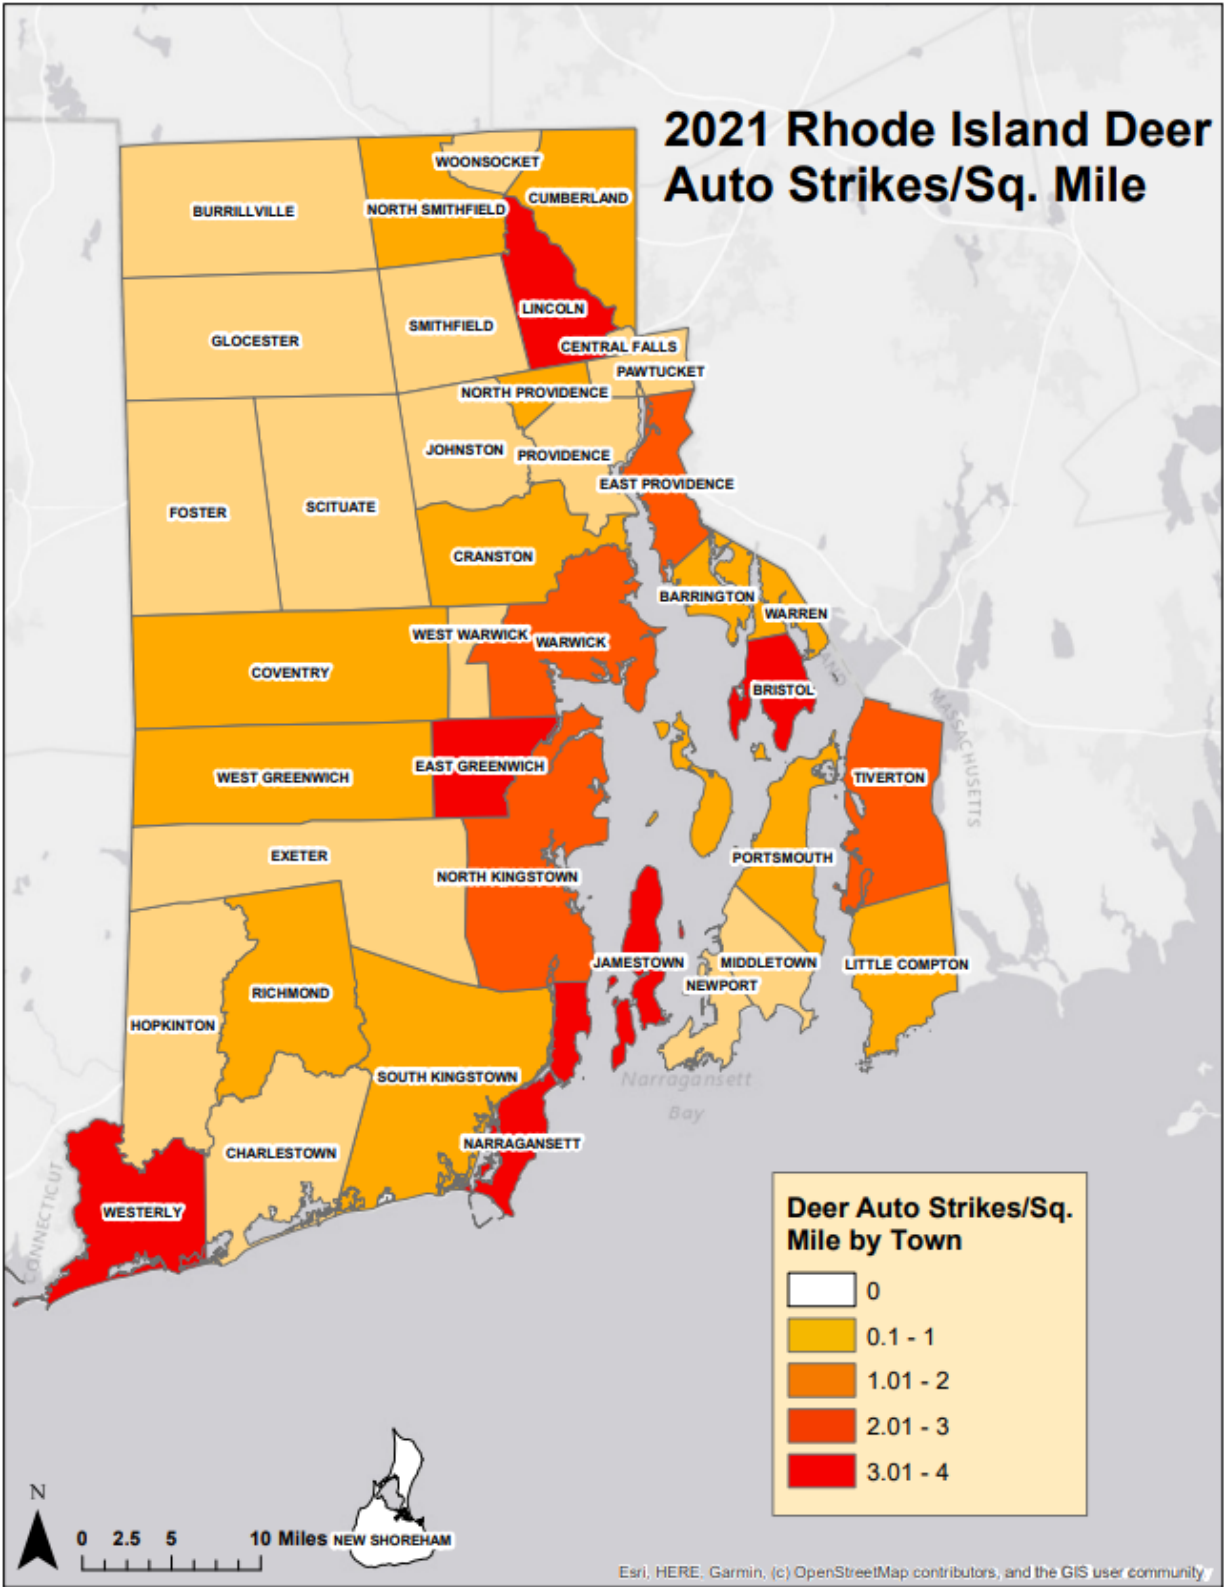 2021 Rhode Island Deer
Auto Strikes/Sq. Mile
WOONSOCKET
CUMBERLAND
BURRILLVILLE
NORTH SMITHFIELD
LINCOLN
SMITHFIELD
GLOCESTER
CENTRAL FALLS
PAWTUCKET
NORTH PROVIDENCE
JOHNSTON
PROVIDENCE
EAST PROVIDENCE
FOSTER
SCITUATE
CRANSTON
BARRINGTON
WARREN
WEST WARWICK
WARWICK
COVENTRY
BRISTOL
MASSACHUSETTS
EAST GREENWICH
WEST GREENWICH
TIVERTON
EXETER
PORTSMOUTH
NORTH KINGSTOWN
JAMESTOWN
MIDDLETOWN
LITTLE COMPTON
NEWPORT
RICHMOND
HOPKINTON
SOUTH KINGSTOWN
Narragansett
Bay
NARRAGANSETT
CHARLESTOWN
CONNECTICUT
WESTERLY
Deer Auto Strikes/Sq.
Mile by Town
0
0.1 - 1
1.01 - 2
2.01 - 3
3.01 - 4
N
0 2.5 5 10 Miles
NEW SHOREHAM
Esri, HERE, Garmin, (c) OpenStreetMap contributors, and the GIS user community